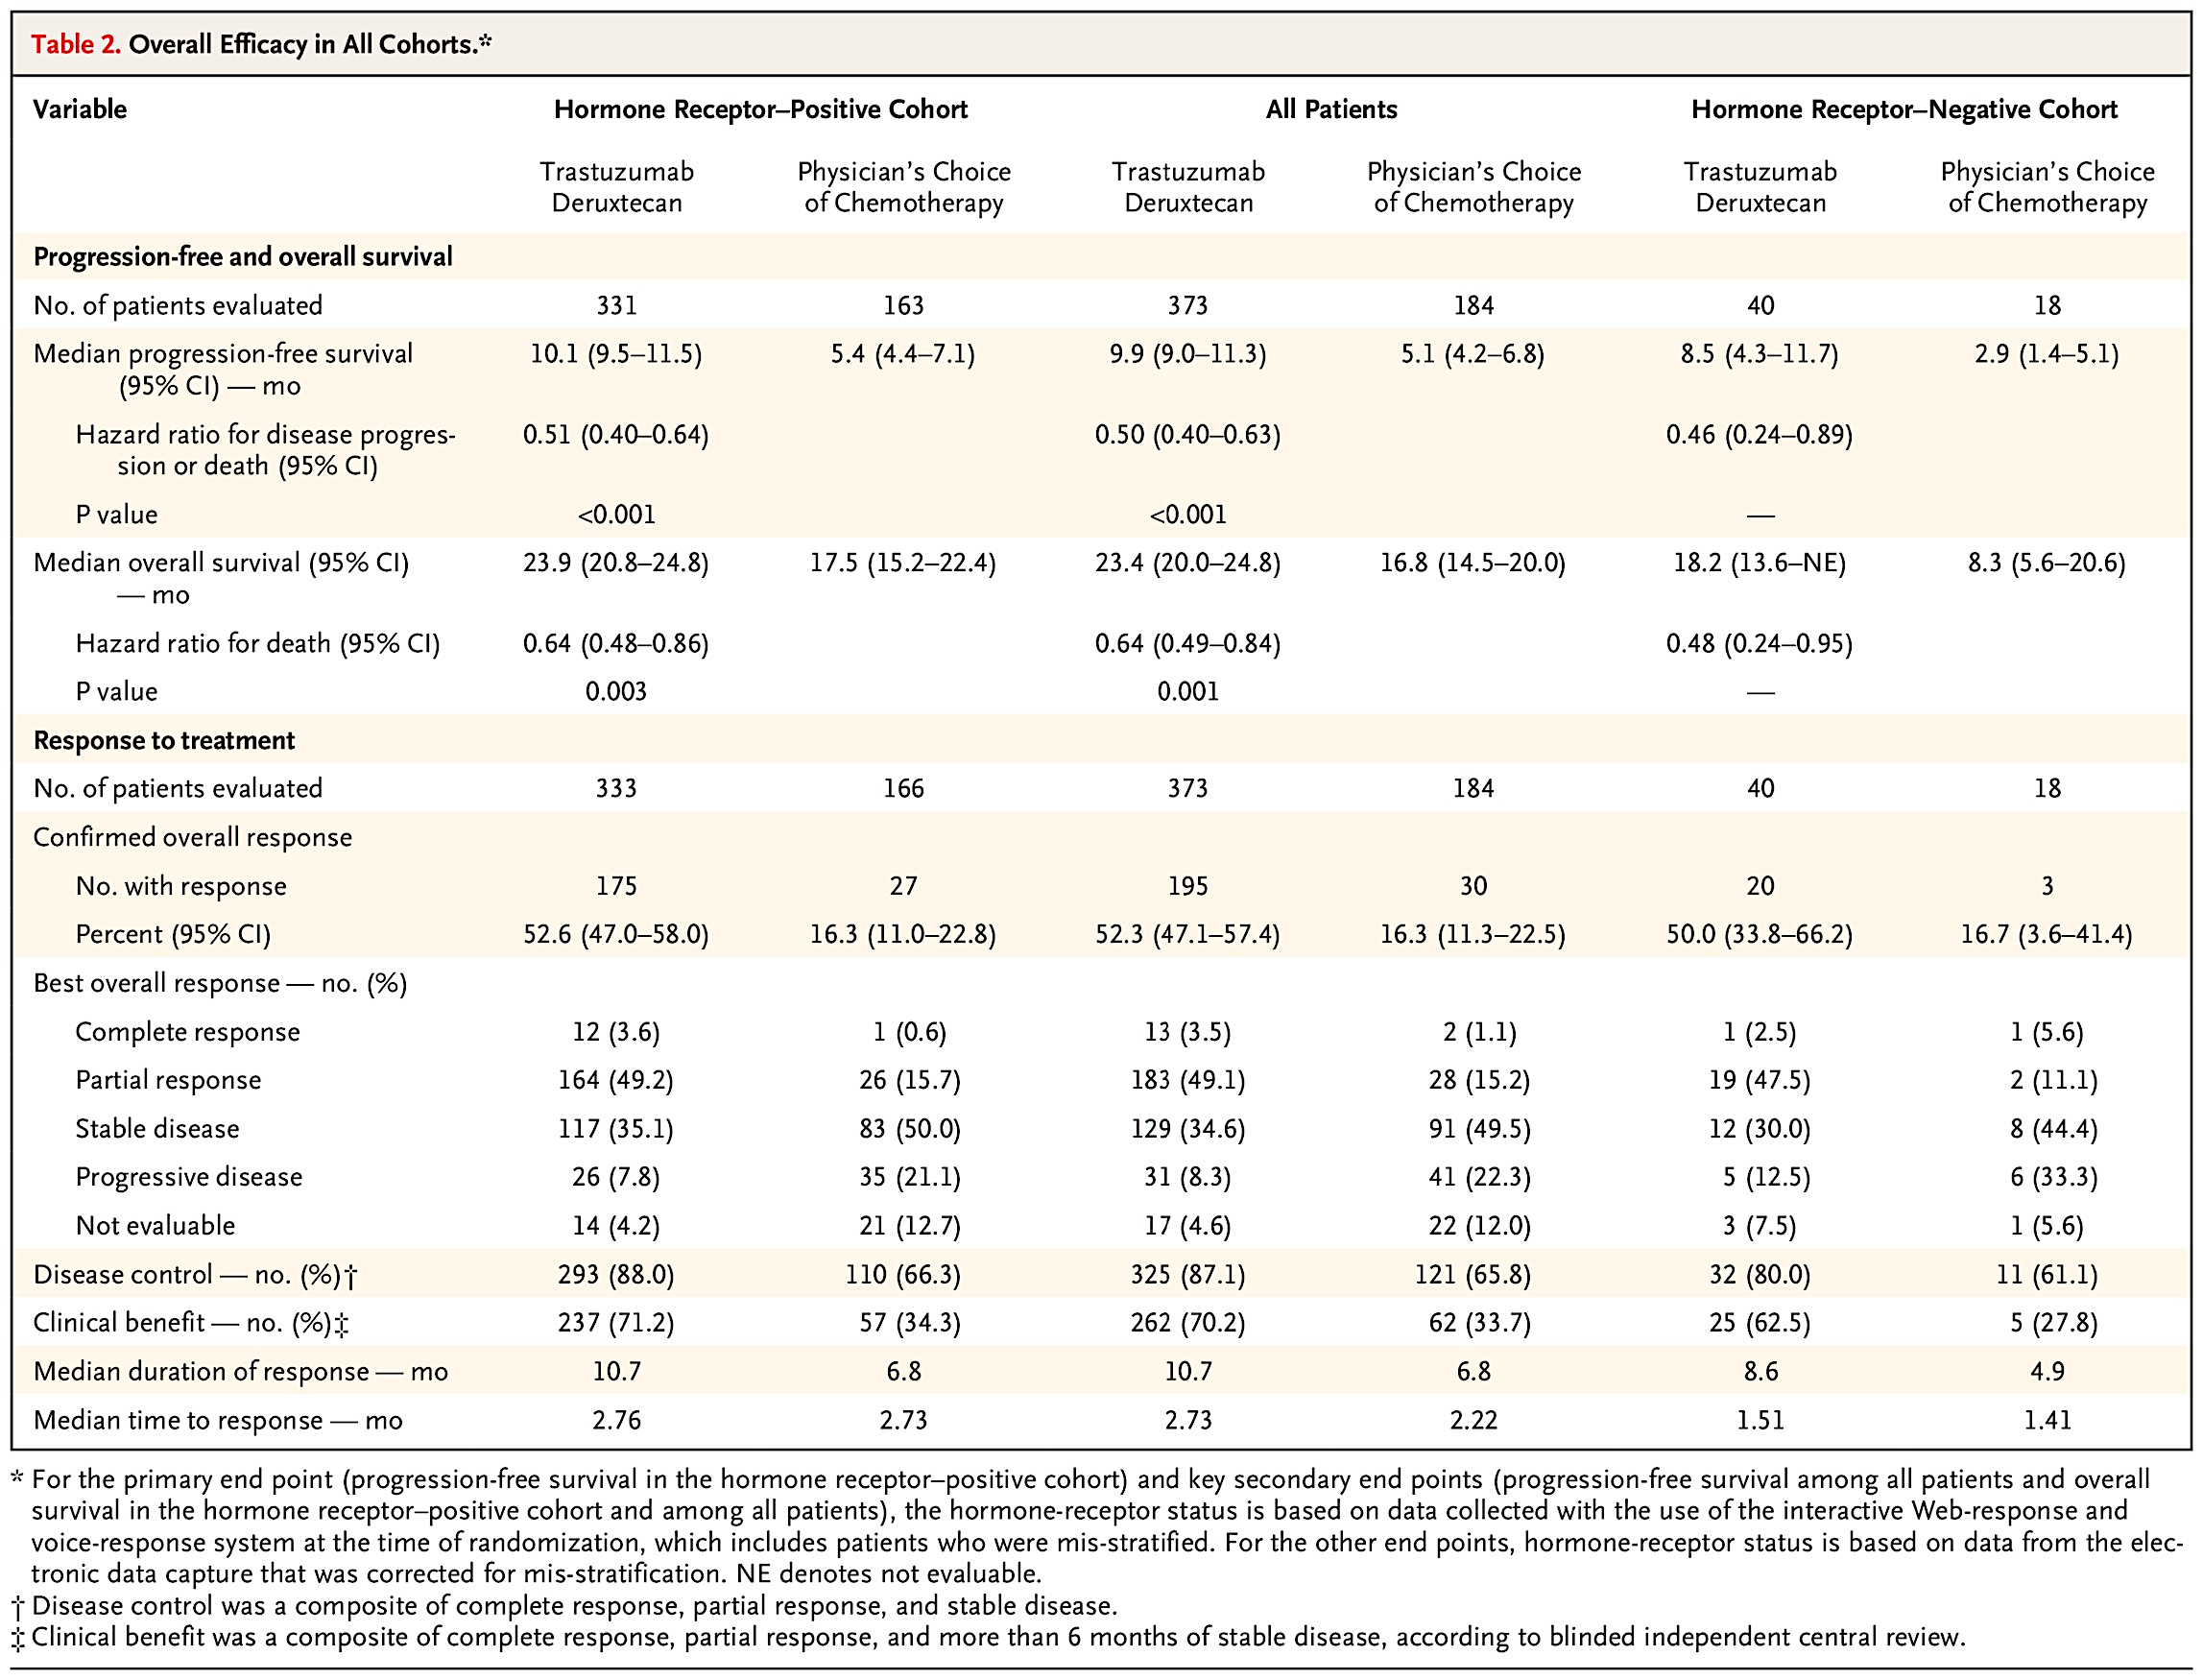 Table 2. Overall Efficacy in All Cohorts.*
Variable Hormone Receptor–Positive Cohort All Patients Hormone Receptor–Negative Cohort
Trastuzumab Deruxtecan Physician's Choice of Chemotherapy Trastuzumab Deruxtecan Physician's Choice of Chemotherapy Trastuzumab Deruxtecan Physician's Choice of Chemotherapy
Progression-free and overall survival
No. of patients evaluated 331 163 373 184 40 18
Median progression-free survival (95% CI) — mo 10.1 (9.5–11.5) 5.4 (4.4–7.1) 9.9 (9.0–11.3) 5.1 (4.2–6.8) 8.5 (4.3–11.7) 2.9 (1.4–5.1)
Hazard ratio for disease progres-
sion or death (95% CI) 0.51 (0.40–0.64) 0.50 (0.40–0.63) 0.46 (0.24–0.89)
P value <0.001 <0.001 —
Median overall survival (95% CI) — mo 23.9 (20.8–24.8) 17.5 (15.2–22.4) 23.4 (20.0–24.8) 16.8 (14.5–20.0) 18.2 (13.6–NE) 8.3 (5.6–20.6)
Hazard ratio for death (95% CI) 0.64 (0.48–0.86) 0.64 (0.49–0.84) 0.48 (0.24–0.95)
P value 0.003 0.001 —
Response to treatment
No. of patients evaluated 333 166 373 184 40 18
Confirmed overall response
No. with response 175 27 195 30 20 3
Percent (95% CI) 52.6 (47.0–58.0) 16.3 (11.0–22.8) 52.3 (47.1–57.4) 16.3 (11.3–22.5) 50.0 (33.8–66.2) 16.7 (3.6–41.4)
Best overall response — no. (%)
Complete response 12 (3.6) 1 (0.6) 13 (3.5) 2 (1.1) 1 (2.5) 1 (5.6)
Partial response 164 (49.2) 26 (15.7) 183 (49.1) 28 (15.2) 19 (47.5) 2 (11.1)
Stable disease 117 (35.1) 83 (50.0) 129 (34.6) 91 (49.5) 12 (30.0) 8 (44.4)
Progressive disease 26 (7.8) 35 (21.1) 31 (8.3) 41 (22.3) 5 (12.5) 6 (33.3)
Not evaluable 14 (4.2) 21 (12.7) 17 (4.6) 22 (12.0) 3 (7.5) 1 (5.6)
Disease control — no. (%)† 293 (88.0) 110 (66.3) 325 (87.1) 121 (65.8) 32 (80.0) 11 (61.1)
Clinical benefit — no. (%)‡ 237 (71.2) 57 (34.3) 262 (70.2) 62 (33.7) 25 (62.5) 5 (27.8)
Median duration of response — mo 10.7 6.8 10.7 6.8 8.6 4.9
Median time to response — mo 2.76 2.73 2.73 2.22 1.51 1.41
* For the primary end point (progression-free survival in the hormone receptor–positive cohort) and key secondary end points (progression-free survival among all patients and overall
survival in the hormone receptor–positive cohort and among all patients), the hormone-receptor status is based on data collected with the use of the interactive Web-response and
voice-response system at the time of randomization, which includes patients who were mis-stratified. For the other end points, hormone-receptor status is based on data from the elec-
tronic data capture that was corrected for mis-stratification. NE denotes not evaluable.
† Disease control was a composite of complete response, partial response, and stable disease.
‡ Clinical benefit was a composite of complete response, partial response, and more than 6 months of stable disease, according to blinded independent central review.